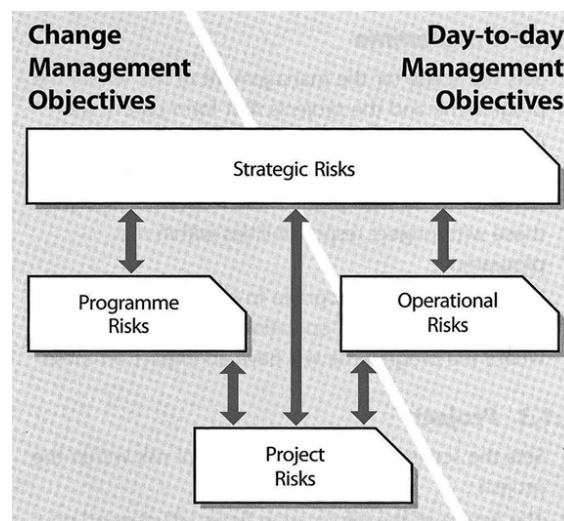 Change
Management
Objectives
Day-to-day
Management
Objectives
Strategic Risks
Programme
Risks
Operational
Risks
Project
Risks